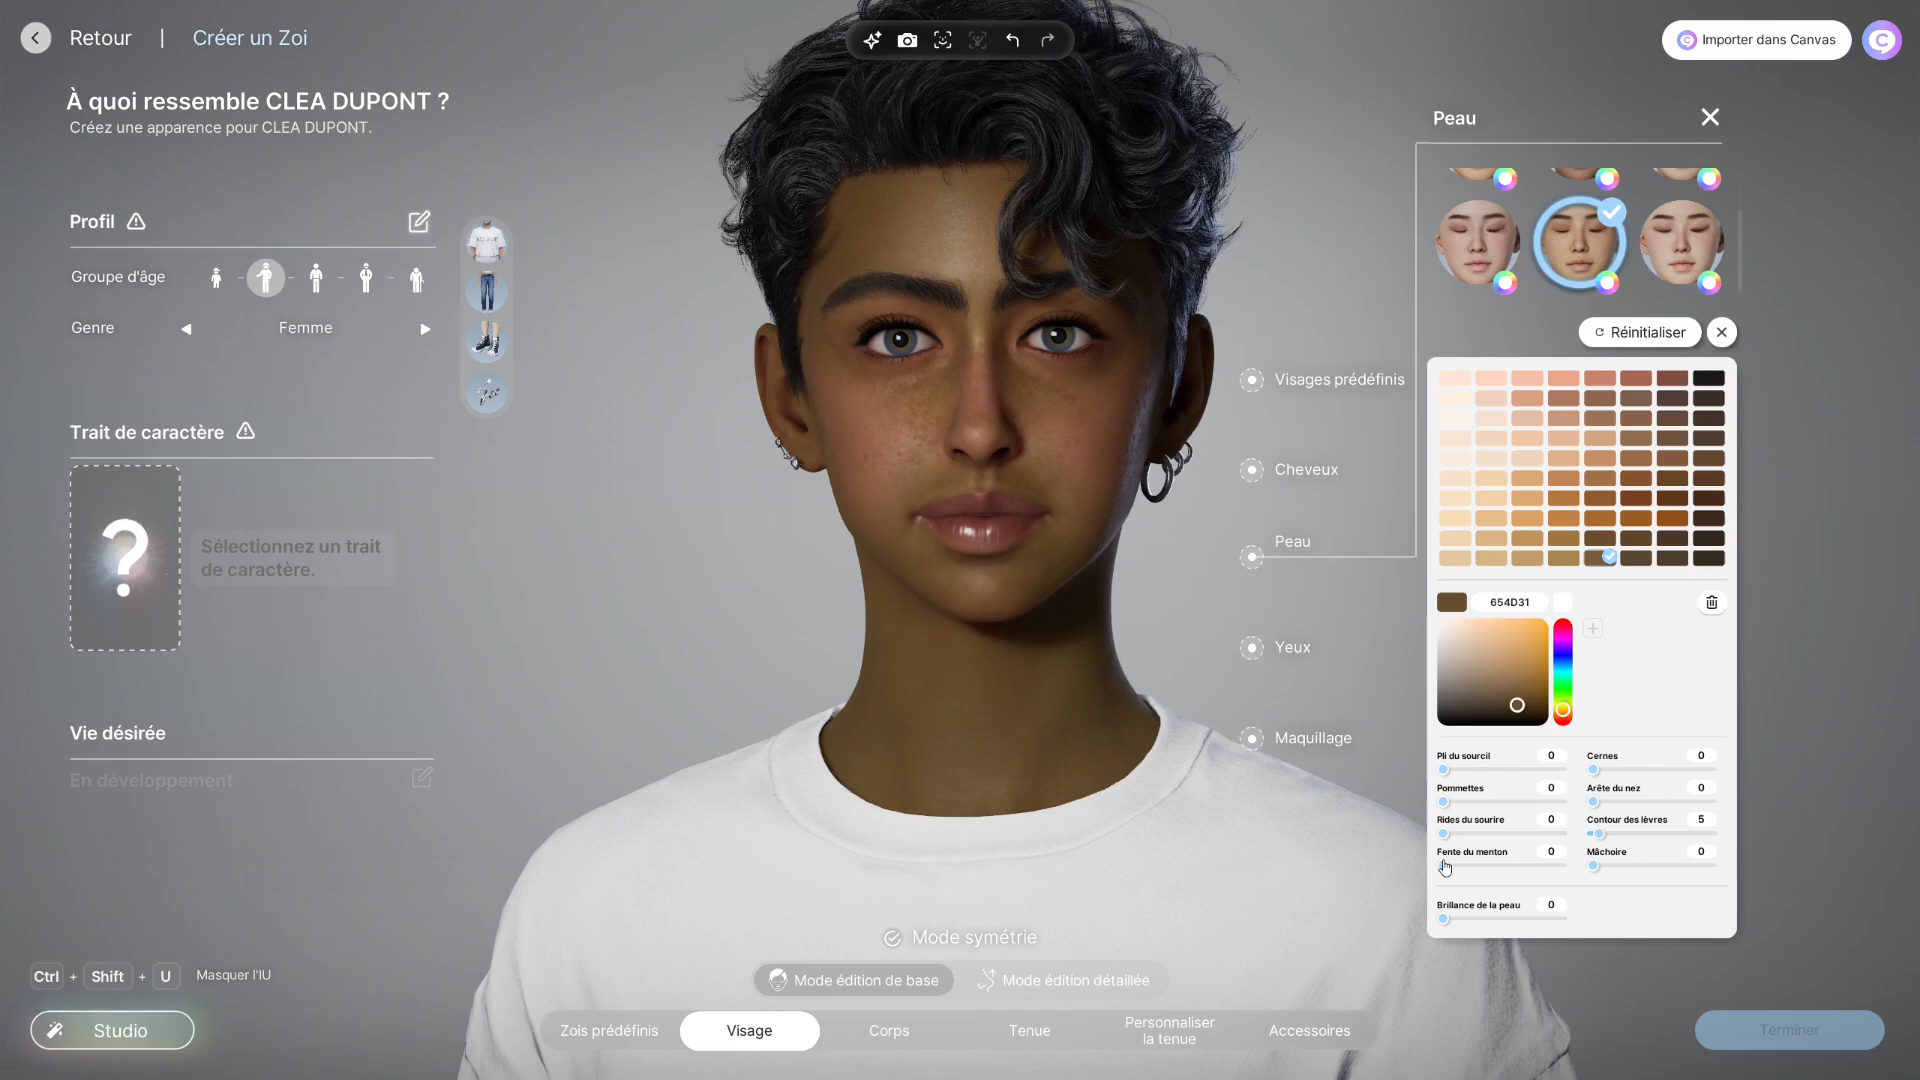 Retour | Créer un Zoi
Importer dans Canvas
À quoi ressemble CLEA DUPONT ?
Créez une apparence pour CLEA DUPONT.
Profil
Groupe d'âge
Genre
Femme
Trait de caractère
?
Sélectionnez un trait
de caractère.
Vie désirée
En développement
Peau
Réinitialiser
Visages prédéfinis
Cheveux
Peau
Yeux
Maquillage
654D31
Pli du sourcil 0
Cernes 0
Pommettes 0
Arête du nez 0
Rides du sourire 0
Contour des lèvres 5
Fente du menton 0
Mâchoire 0
Brillance de la peau 0
Mode symétrie
Mode édition de base
Mode édition détaillée
Ctrl + Shift + U Masquer l'IU
Studio
Zois prédéfinis
Visage
Corps
Tenue
Personnaliser
la tenue
Accessoires
Terminer